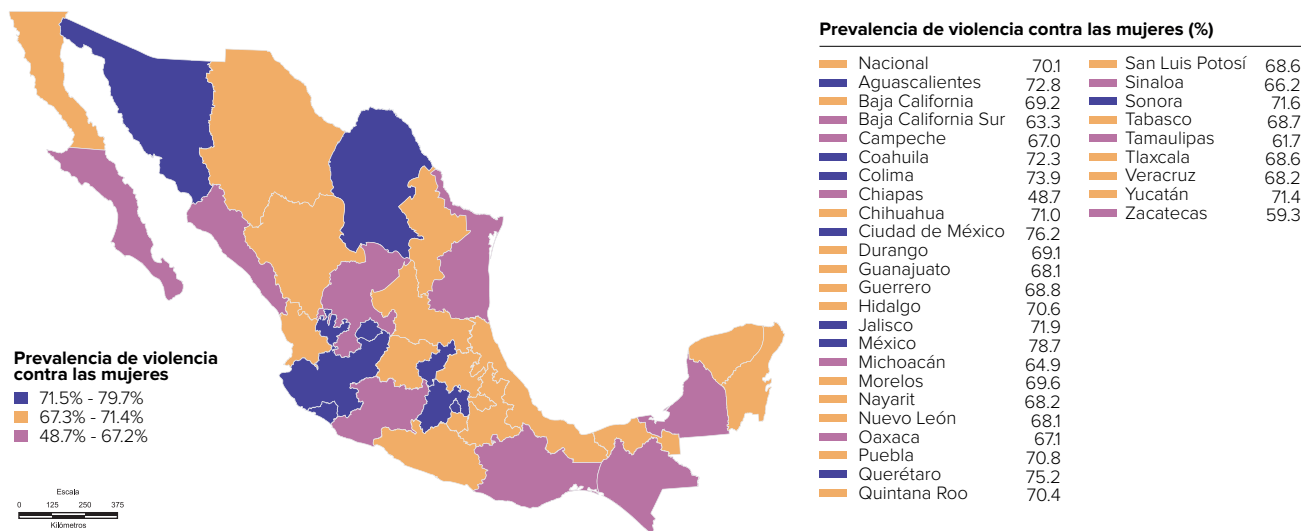 Prevalencia de violencia
contra las mujeres
71.5% - 79.7%
67.3% - 71.4%
48.7% - 67.2%
Escala
0 125 250 375
Kilómetros
Prevalencia de violencia contra las mujeres (%)
Nacional 70.1
Aguascalientes 72.8
Baja California 69.2
Baja California Sur 63.3
Campeche 67.0
Coahuila 72.3
Colima 73.9
Chiapas 48.7
Chihuahua 71.0
Ciudad de México 76.2
Durango 69.1
Guanajuato 68.1
Guerrero 68.8
Hidalgo 70.6
Jalisco 71.9
México 78.7
Michoacán 64.9
Morelos 69.6
Nayarit 68.2
Nuevo León 68.1
Oaxaca 67.1
Puebla 70.8
Querétaro 75.2
Quintana Roo 70.4
San Luis Potosí 68.6
Sinaloa 66.2
Sonora 71.6
Tabasco 68.7
Tamaulipas 61.7
Tlaxcala 68.6
Veracruz 68.2
Yucatán 71.4
Zacatecas 59.3